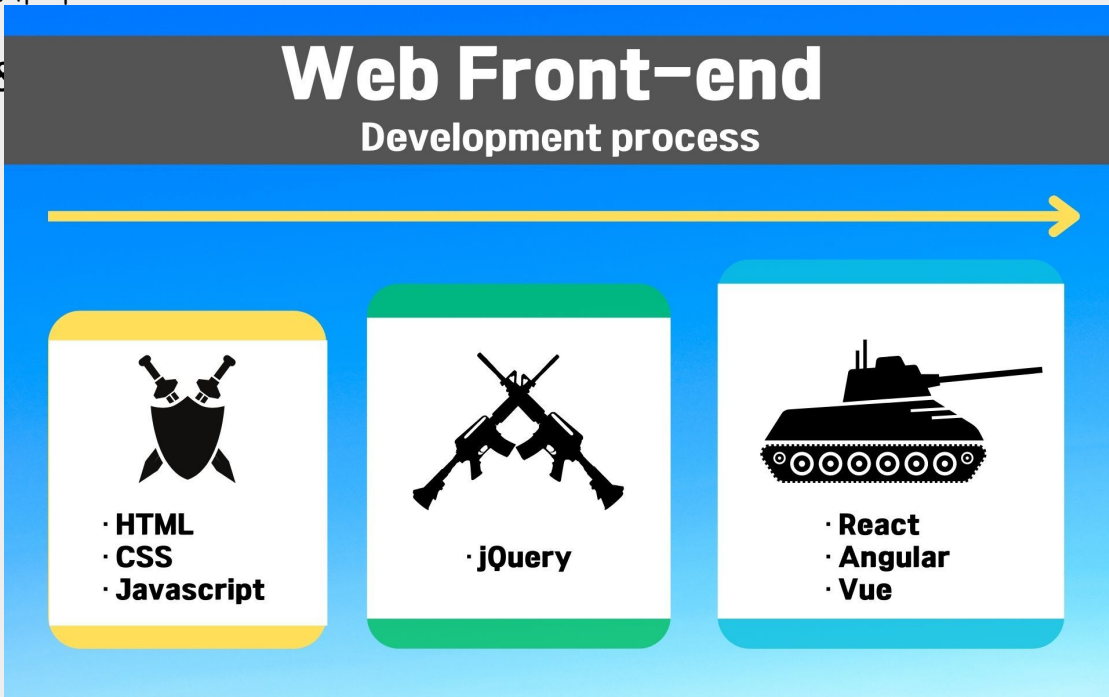 Web Front-end
Development process
· HTML
· CSS
· Javascript
· jQuery
· React
· Angular
· Vue